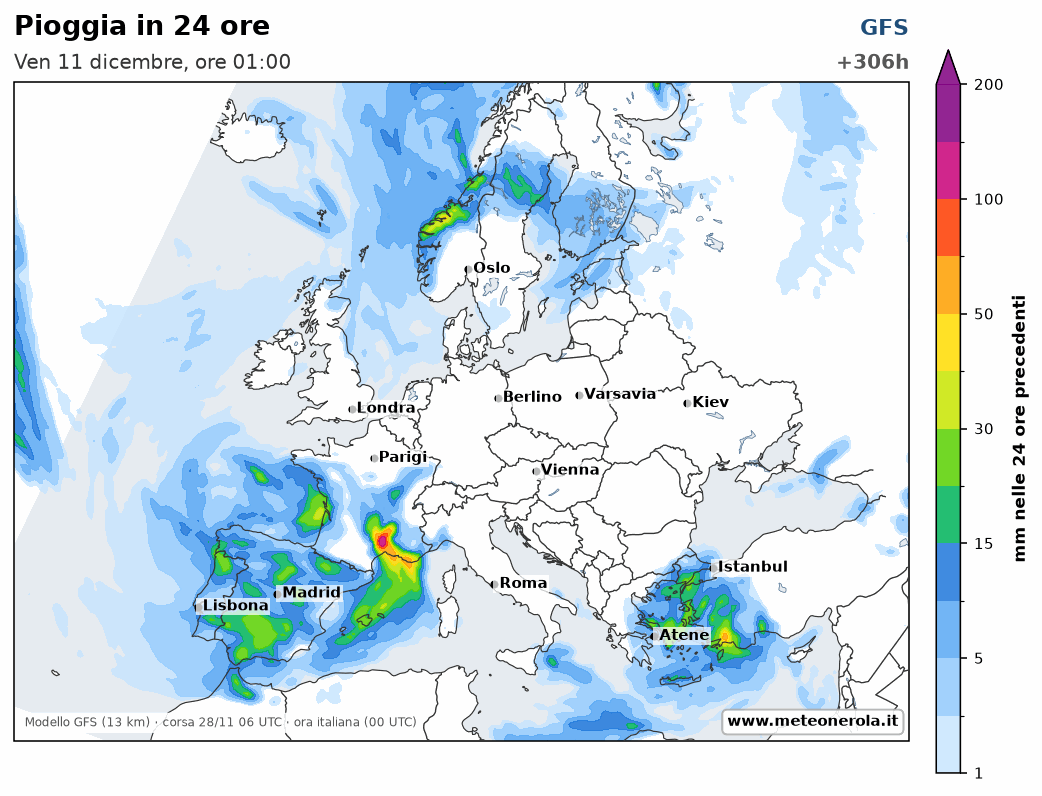 Pioggia in 24 ore
GFS
Ven 11 dicembre, ore 01:00
+306h
200
100
50
30
15
5
1
mm nelle 24 ore precedenti
Oslo
Berlino
Varsavia
Kiev
Londra
Parigi
Vienna
Istanbul
Roma
Madrid
Lisbona
Atene
Modello GFS (13 km) · corsa 28/11 06 UTC · ora italiana (00 UTC)
www.meteonerola.it